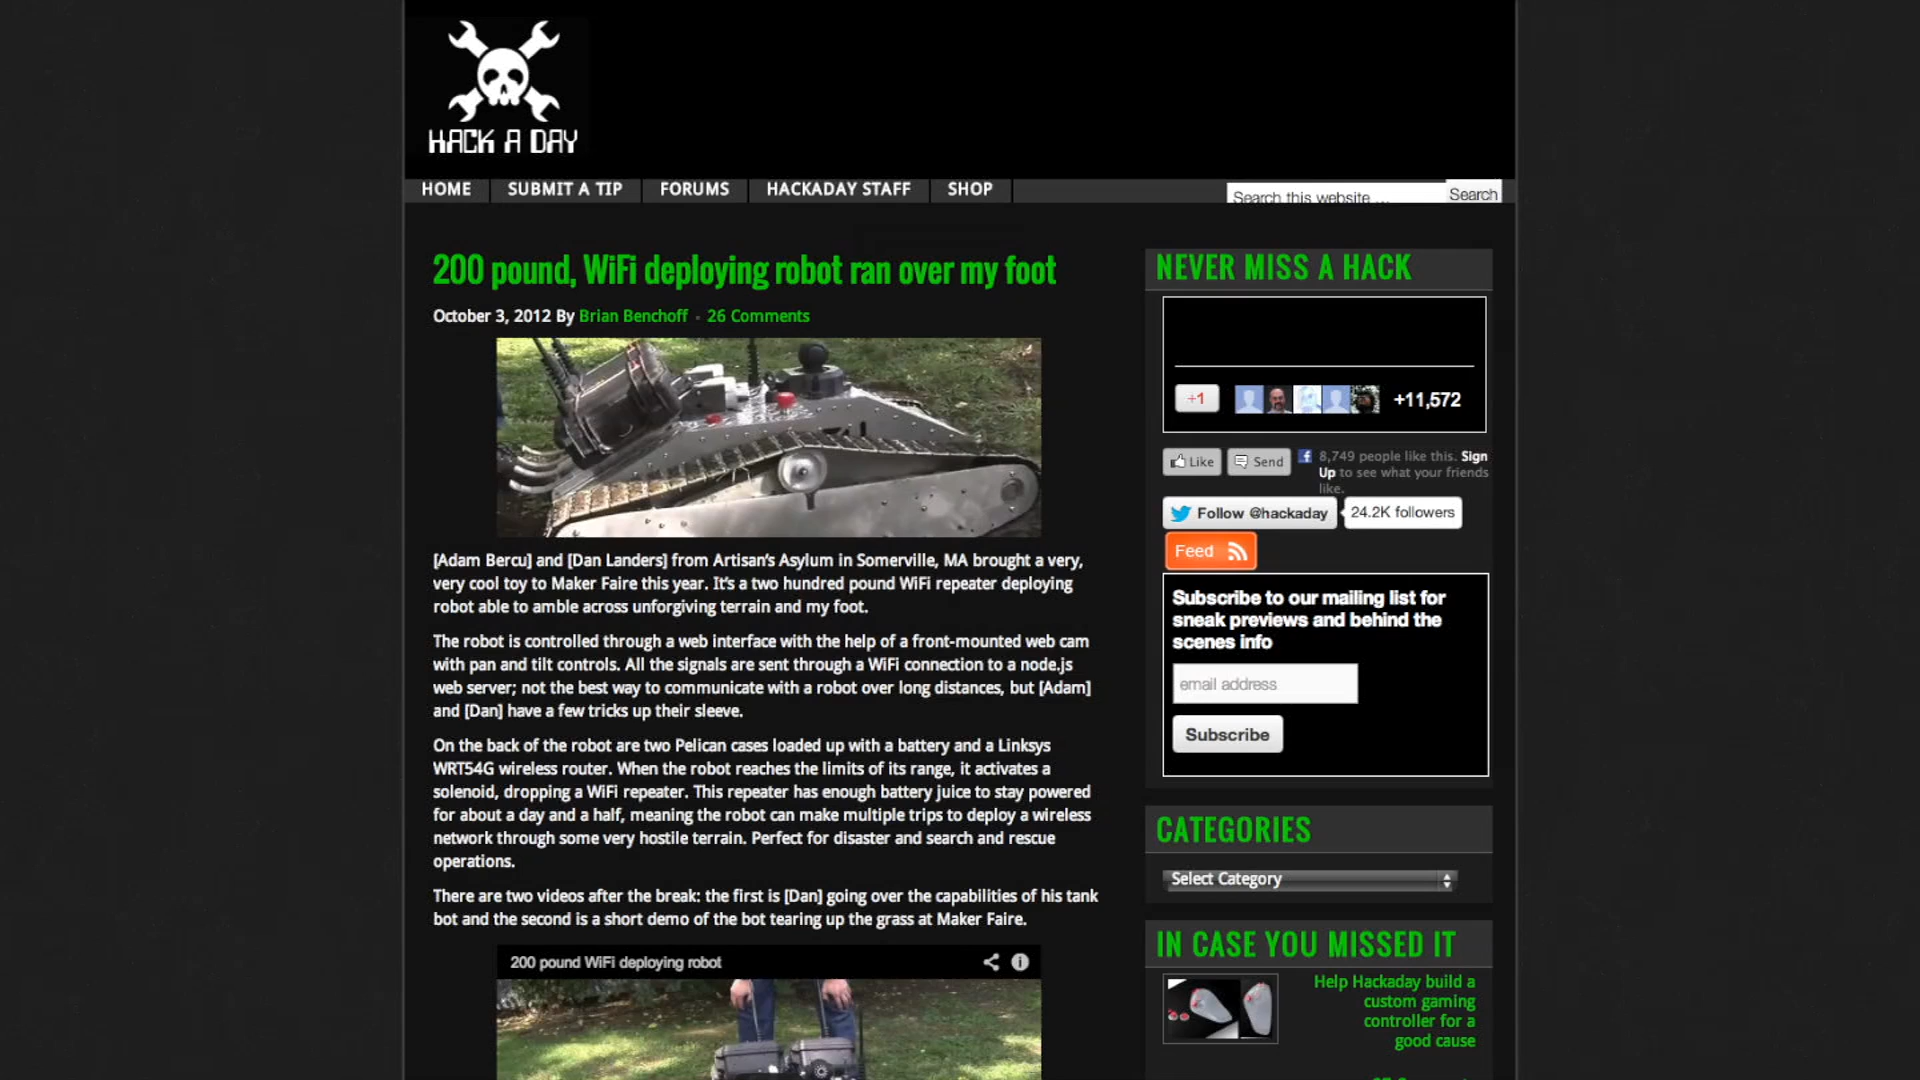 HACK A DAY
HOME SUBMIT A TIP FORUMS HACKADAY STAFF SHOP
Search this website ... Search
200 pound, WiFi deploying robot ran over my foot
October 3, 2012 By Brian Benchoff · 26 Comments
[Adam Bercu] and [Dan Landers] from Artisan's Asylum in Somerville, MA brought a very,
very cool toy to Maker Faire this year. It's a two hundred pound WiFi repeater deploying
robot able to amble across unforgiving terrain and my foot.
The robot is controlled through a web interface with the help of a front-mounted web cam
with pan and tilt controls. All the signals are sent through a WiFi connection to a node.js
web server; not the best way to communicate with a robot over long distances, but [Adam]
and [Dan] have a few tricks up their sleeve.
On the back of the robot are two Pelican cases loaded up with a battery and a Linksys
WRT54G wireless router. When the robot reaches the limits of its range, it activates a
solenoid, dropping a WiFi repeater. This repeater has enough battery juice to stay powered
for about a day and a half, meaning the robot can make multiple trips to deploy a wireless
network through some very hostile terrain. Perfect for disaster and search and rescue
operations.
There are two videos after the break: the first is [Dan] going over the capabilities of his tank
bot and the second is a short demo of the bot tearing up the grass at Maker Faire.
200 pound WiFi deploying robot
NEVER MISS A HACK
+1 +11,572
Like Send 8,749 people like this. Sign
Up to see what your friends
like.
Follow @hackaday 24.2K followers
Feed
Subscribe to our mailing list for
sneak previews and behind the
scenes info
email address
Subscribe
CATEGORIES
Select Category
IN CASE YOU MISSED IT
Help Hackaday build a
custom gaming
controller for a
good cause